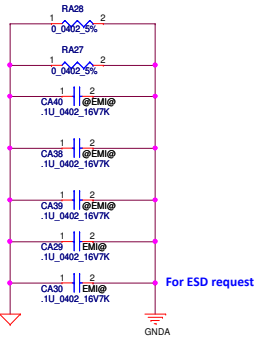 RA28
1 2
0_0402_5%
RA27
1 2
0_0402_5%
1 2
CA40 @EMI@
.1U_0402_16V7K
1 2
CA38 @EMI@
.1U_0402_16V7K
1 2
CA39 @EMI@
.1U_0402_16V7K
1 2
CA29 EMI@
.1U_0402_16V7K
1 2
CA30 EMI@ For ESD request
.1U_0402_16V7K
GNDA